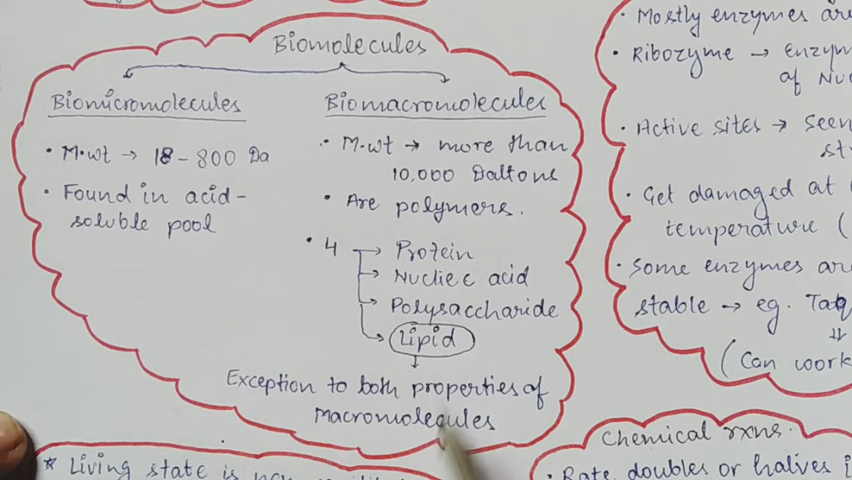 Biomolecules
Biomicromolecules
• M.wt → 18 - 800 Da
• Found in acid-
soluble pool
Biomacromolecules
• M.wt → more than
10,000 Daltons
• Are polymers.
• 4 → Protein
→ Nucliec acid
→ Polysaccharide
→ Lipid
Exception to both properties of
Macromolecules
• Mostly enzymes are
• Ribozyme → enzym
of Nuc
• Active sites → seen
st
• Get damaged at
temperature (
• Some enzymes are
stable → eg. Taq
(Can work
* Living state is
Chemical rxns.
• Rate doubles or halves i